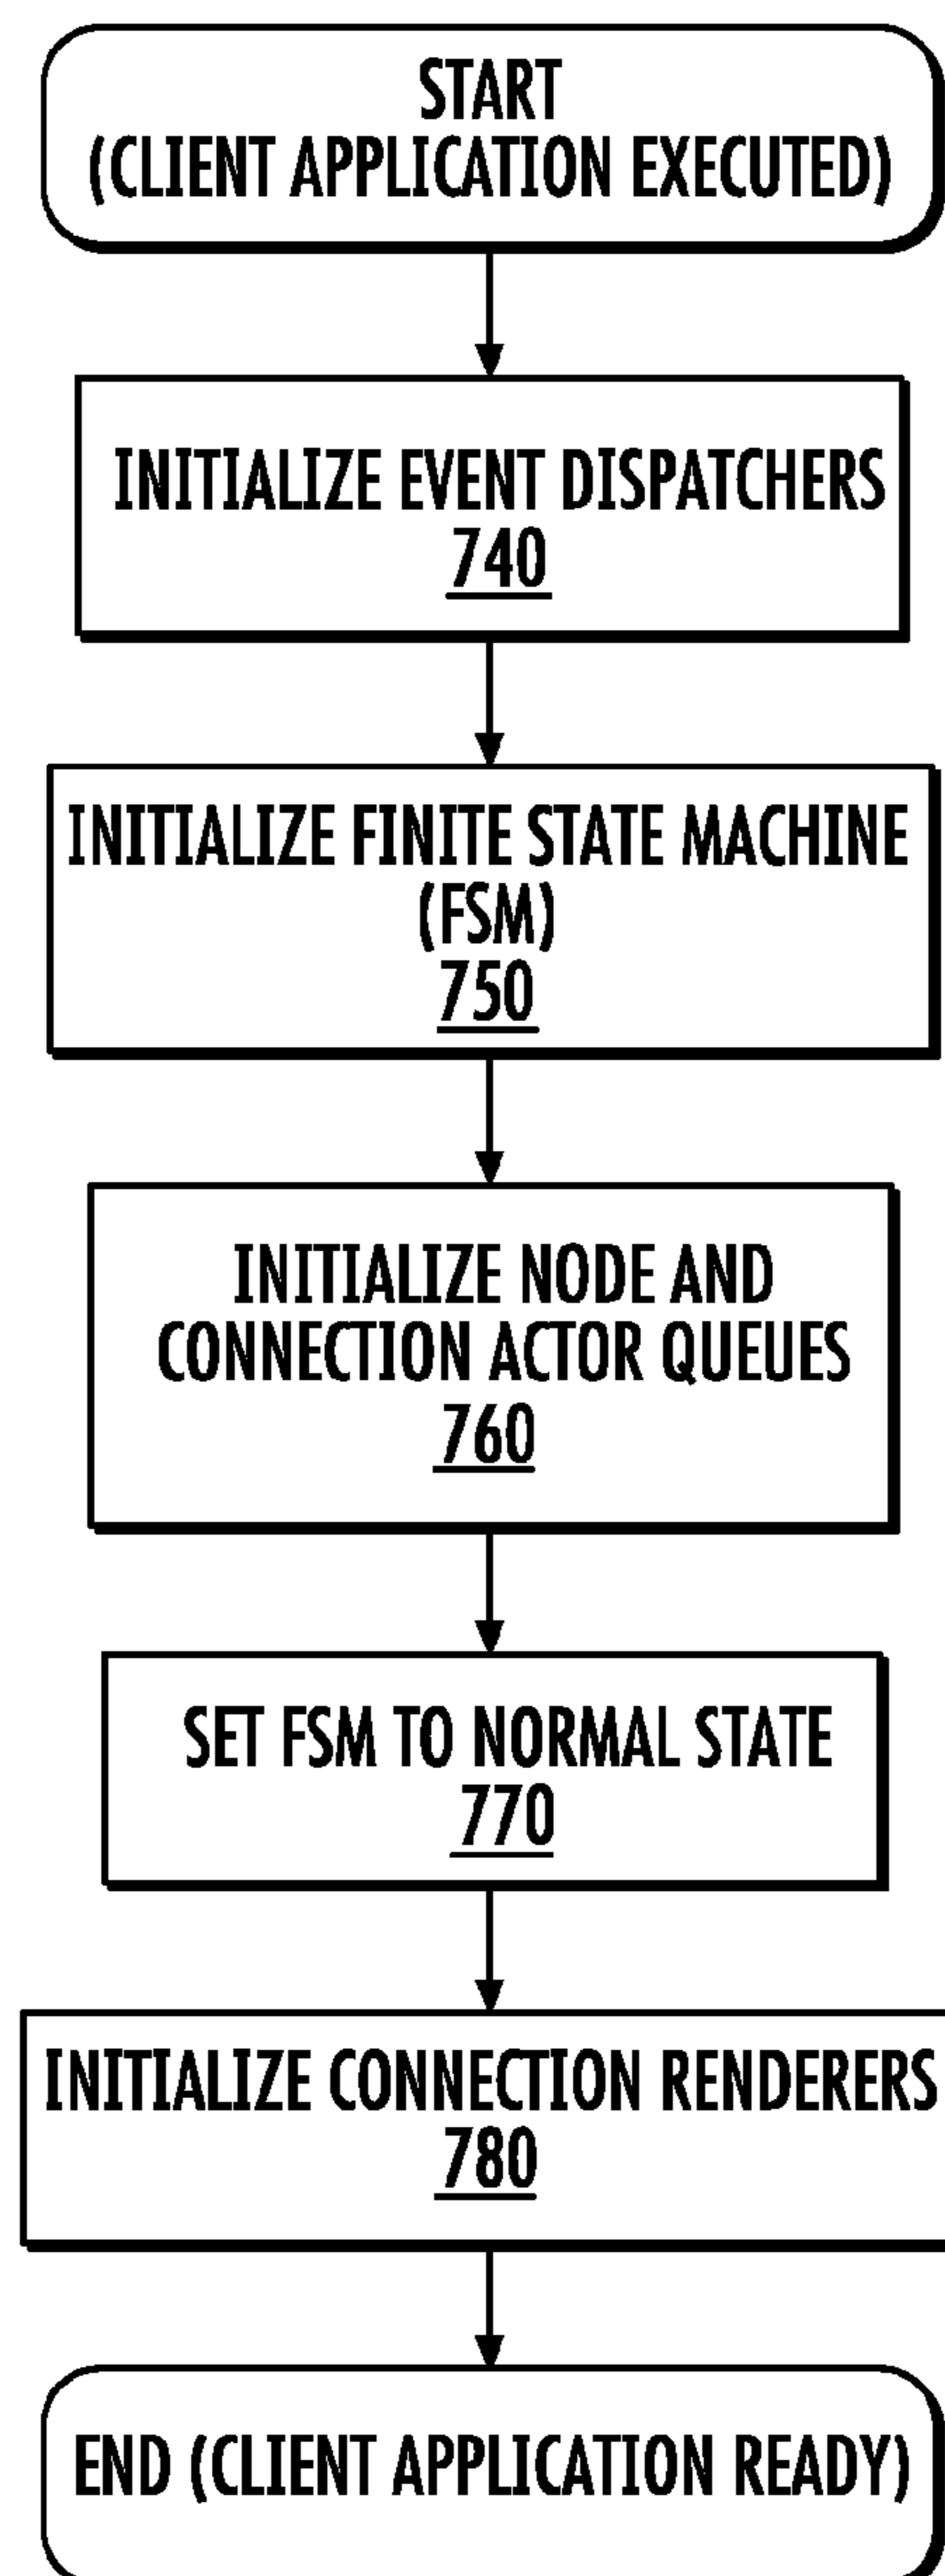 START
(CLIENT APPLICATION EXECUTED)
INITIALIZE EVENT DISPATCHERS
740
INITIALIZE FINITE STATE MACHINE
(FSM)
750
INITIALIZE NODE AND
CONNECTION ACTOR QUEUES
760
SET FSM TO NORMAL STATE
770
INITIALIZE CONNECTION RENDERERS
780
END (CLIENT APPLICATION READY)